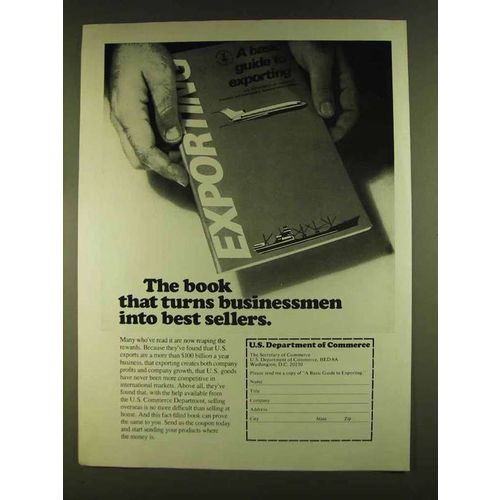 A basic
guide to
exporting
EXPORTING
The book
that turns businessmen
into best sellers.
Many who've read it are now reaping the
rewards. Because they've found that U.S.
exports are a more than $100 billion a year
business, that exporting creates both company
profits and company growth, that U.S. goods
have never been more competitive in
international markets. Above all, they've
found that, with the help available from
the U.S. Commerce Department, selling
overseas is no more difficult than selling at
home. And this fact-filled book can prove
the same to you. Send us the coupon today
and start sending your products where
the money is.
U.S. Department of Commerce
The Secretary of Commerce
U.S. Department of Commerce, BED-8A
Washington, D.C. 20230
Please send me a copy of "A Basic Guide to Exporting."
Name
Title
Company
Address
City State Zip